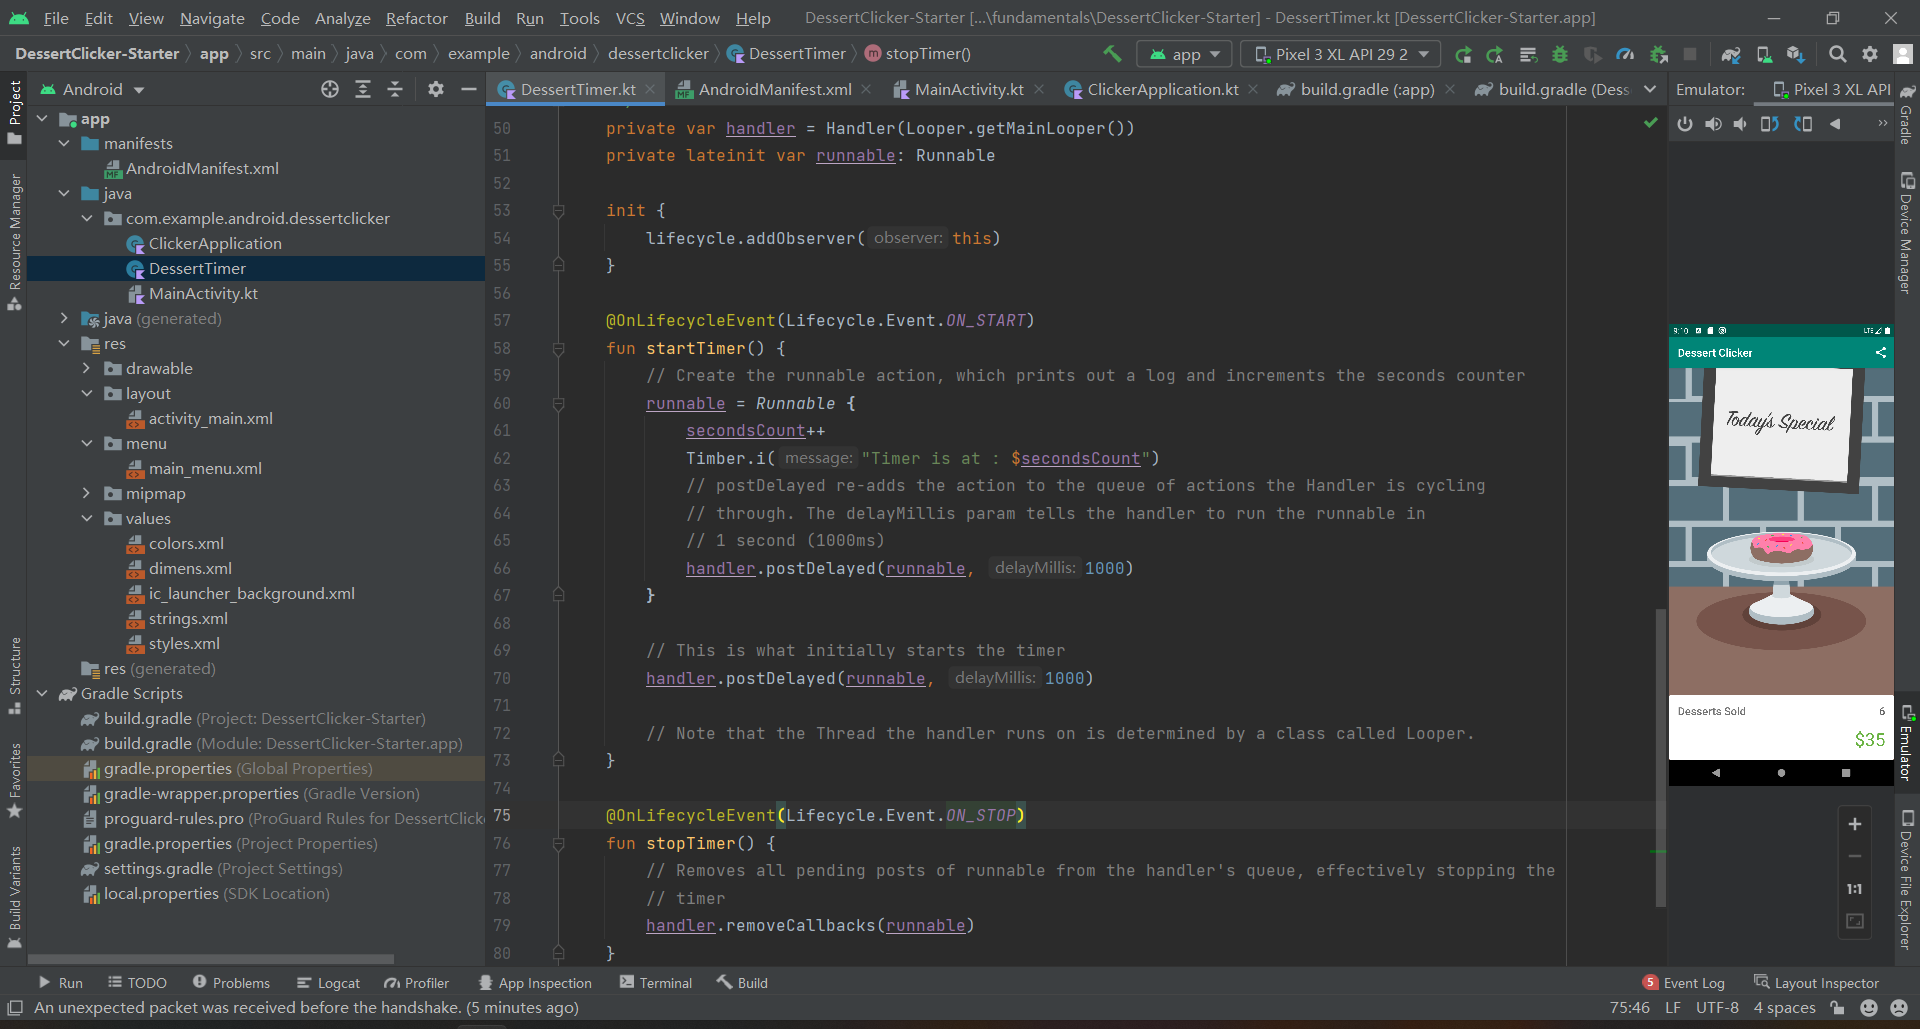 File Edit View Navigate Code Analyze Refactor Build Run Tools VCS Window Help DessertClicker-Starter [...\fundamentals\DessertClicker-Starter] - DessertTimer.kt [DessertClicker-Starter.app]
DessertClicker-Starter app src main java com example android dessertclicker DessertTimer stopTimer() app Pixel 3 XL API 29 2
Android DessertTimer.kt AndroidManifest.xml MainActivity.kt ClickerApplication.kt build.gradle (:app) build.gradle (Dess Emulator: Pixel 3 XL API
Project
Resource Manager
Structure
Favorites
Build Variants
app
manifests
AndroidManifest.xml
java
com.example.android.dessertclicker
ClickerApplication
DessertTimer
MainActivity.kt
java (generated)
res
drawable
layout
activity_main.xml
menu
main_menu.xml
mipmap
values
colors.xml
dimens.xml
ic_launcher_background.xml
strings.xml
styles.xml
res (generated)
Gradle Scripts
build.gradle (Project: DessertClicker-Starter)
build.gradle (Module: DessertClicker-Starter.app)
gradle.properties (Global Properties)
gradle-wrapper.properties (Gradle Version)
proguard-rules.pro (ProGuard Rules for DessertClicke
gradle.properties (Project Properties)
settings.gradle (Project Settings)
local.properties (SDK Location)
50 private var handler = Handler(Looper.getMainLooper())
51 private lateinit var runnable: Runnable
52
53 init {
54 lifecycle.addObserver( observer: this)
55 }
56
57 @OnLifecycleEvent(Lifecycle.Event.ON_START)
58 fun startTimer() {
59 // Create the runnable action, which prints out a log and increments the seconds counter
60 runnable = Runnable {
61 secondsCount++
62 Timber.i( message: "Timer is at : $secondsCount")
63 // postDelayed re-adds the action to the queue of actions the Handler is cycling
64 // through. The delayMillis param tells the handler to run the runnable in
65 // 1 second (1000ms)
66 handler.postDelayed(runnable, delayMillis: 1000)
67 }
68
69 // This is what initially starts the timer
70 handler.postDelayed(runnable, delayMillis: 1000)
71
72 // Note that the Thread the handler runs on is determined by a class called Looper.
73 }
74
75 @OnLifecycleEvent(Lifecycle.Event.ON_STOP)
76 fun stopTimer() {
77 // Removes all pending posts of runnable from the handler's queue, effectively stopping the
78 // timer
79 handler.removeCallbacks(runnable)
80 }
9:10 LTE
Dessert Clicker
Today's Special
Desserts Sold 6
$35
1:1
Gradle
Device Manager
Emulator
Device File Explorer
Run TODO Problems Logcat Profiler App Inspection Terminal Build 5 Event Log Layout Inspector
An unexpected packet was received before the handshake. (5 minutes ago) 75:46 LF UTF-8 4 spaces